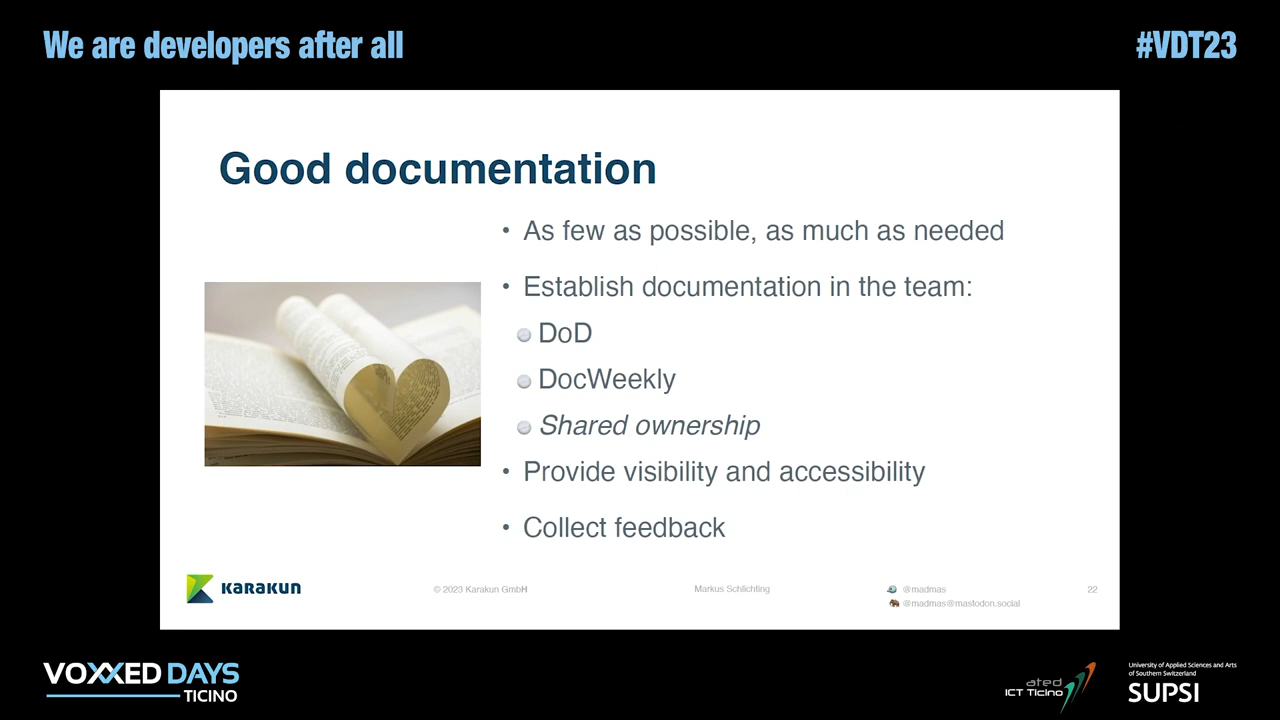 We are developers after all
#VDT23
Good documentation
• As few as possible, as much as needed
• Establish documentation in the team:
DoD
DocWeekly
Shared ownership
• Provide visibility and accessibility
• Collect feedback
KARAKUN
© 2023 Karakun GmbH
Markus Schlichting
@madmas
@madmas@mastodon.social
22
VOXXED DAYS
TICINO
ated
ICT Ticino
University of Applied Sciences and Arts
of Southern Switzerland
SUPSI